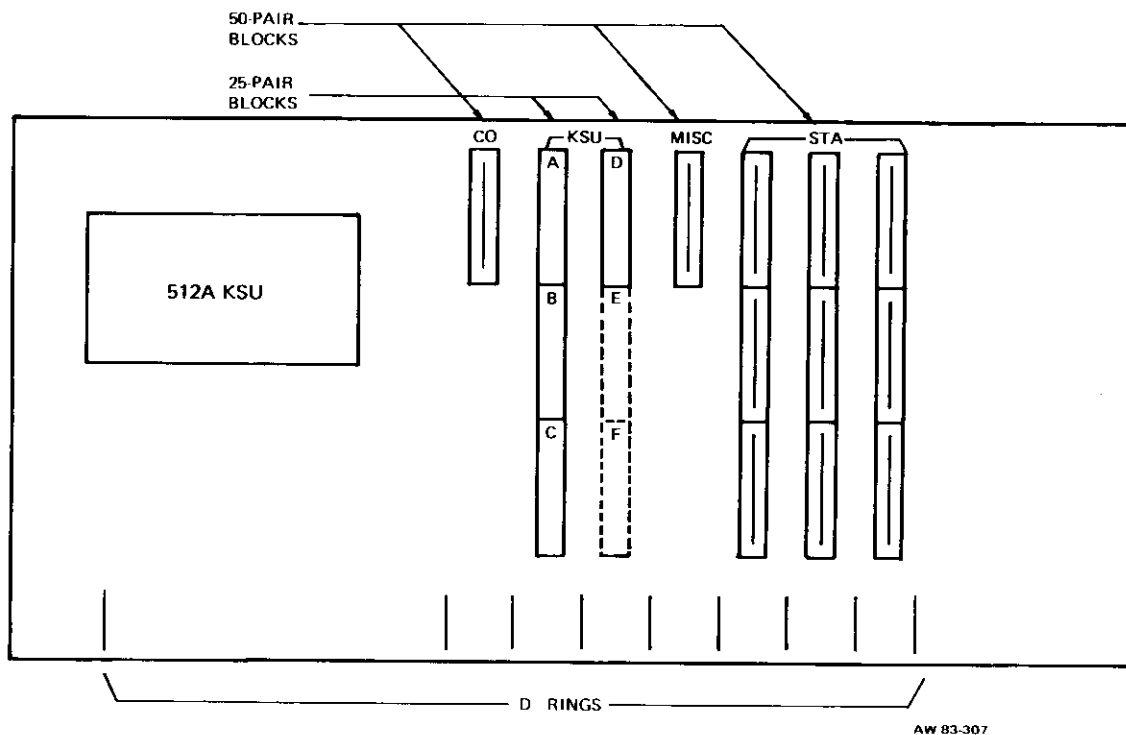 50-PAIR
BLOCKS
25-PAIR
BLOCKS
CO
KSU
MISC
STA
A
D
512A KSU
B
E
C
F
D RINGS
AW 83-307